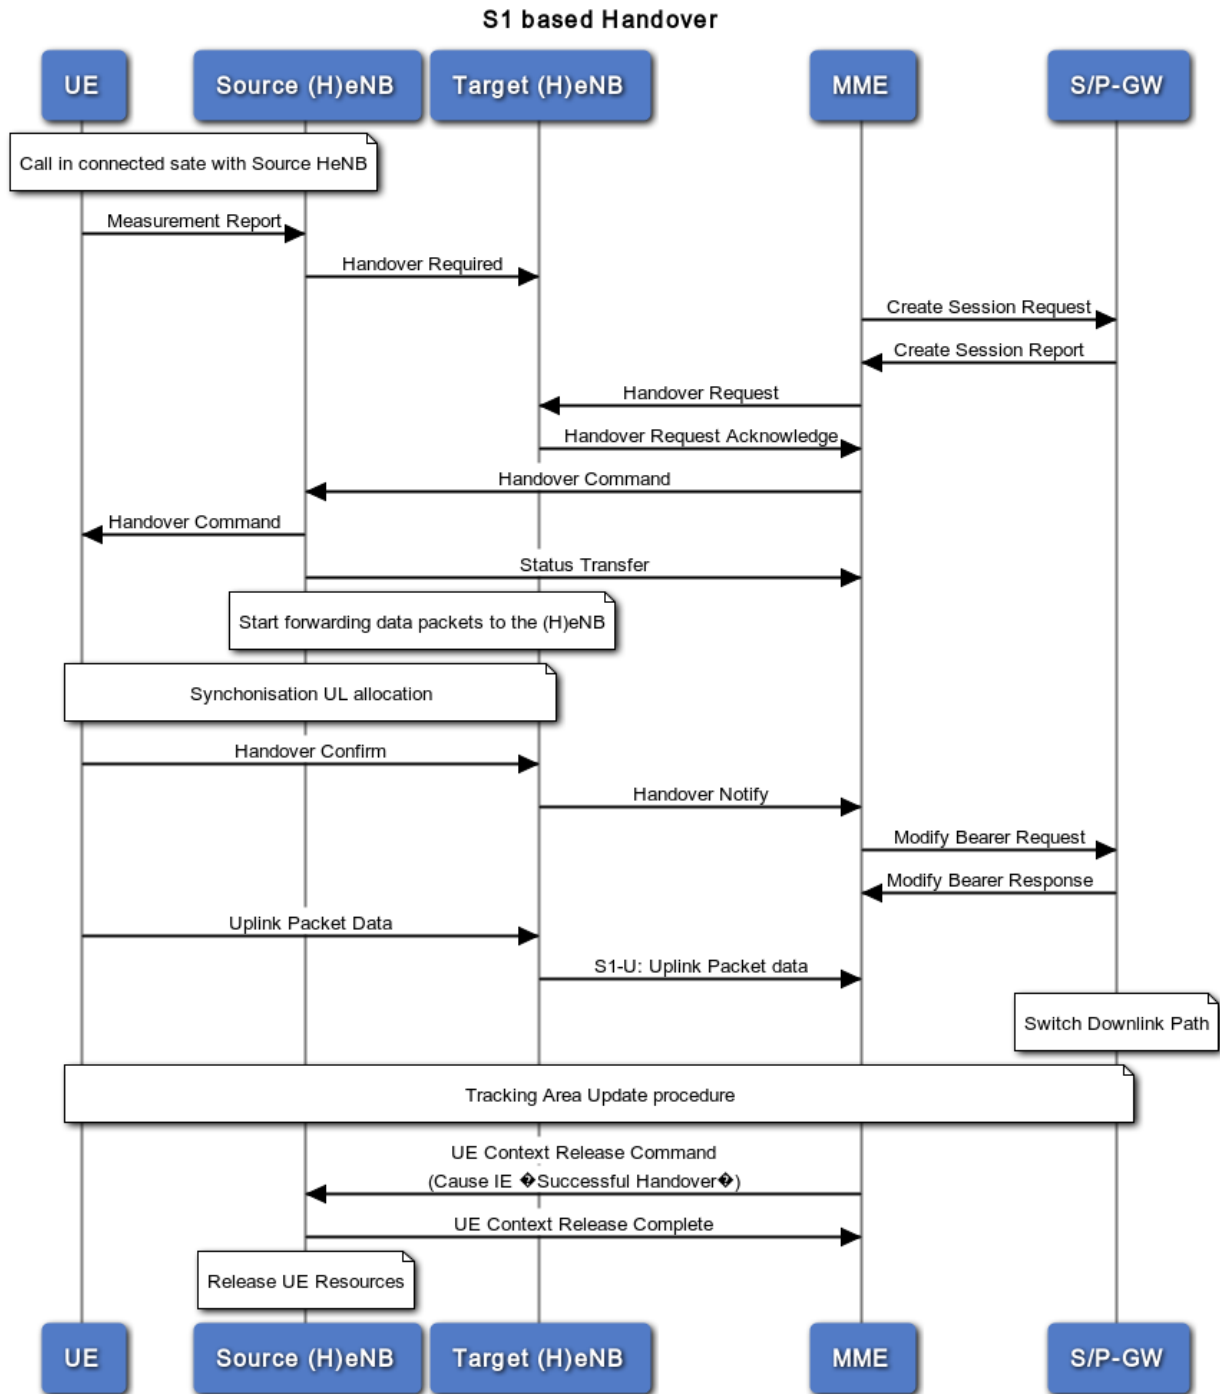 S1 based Handover
UE
Source (H)eNB
Target (H)eNB
MME
S/P-GW
Call in connected sate with Source HeNB
Measurement Report
Handover Required
Create Session Request
Create Session Report
Handover Request
Handover Request Acknowledge
Handover Command
Handover Command
Status Transfer
Start forwarding data packets to the (H)eNB
Synchonisation UL allocation
Handover Confirm
Handover Notify
Modify Bearer Request
Modify Bearer Response
Uplink Packet Data
S1-U: Uplink Packet data
Switch Downlink Path
Tracking Area Update procedure
UE Context Release Command
(Cause IE �Successful Handover�)
UE Context Release Complete
Release UE Resources
UE
Source (H)eNB
Target (H)eNB
MME
S/P-GW